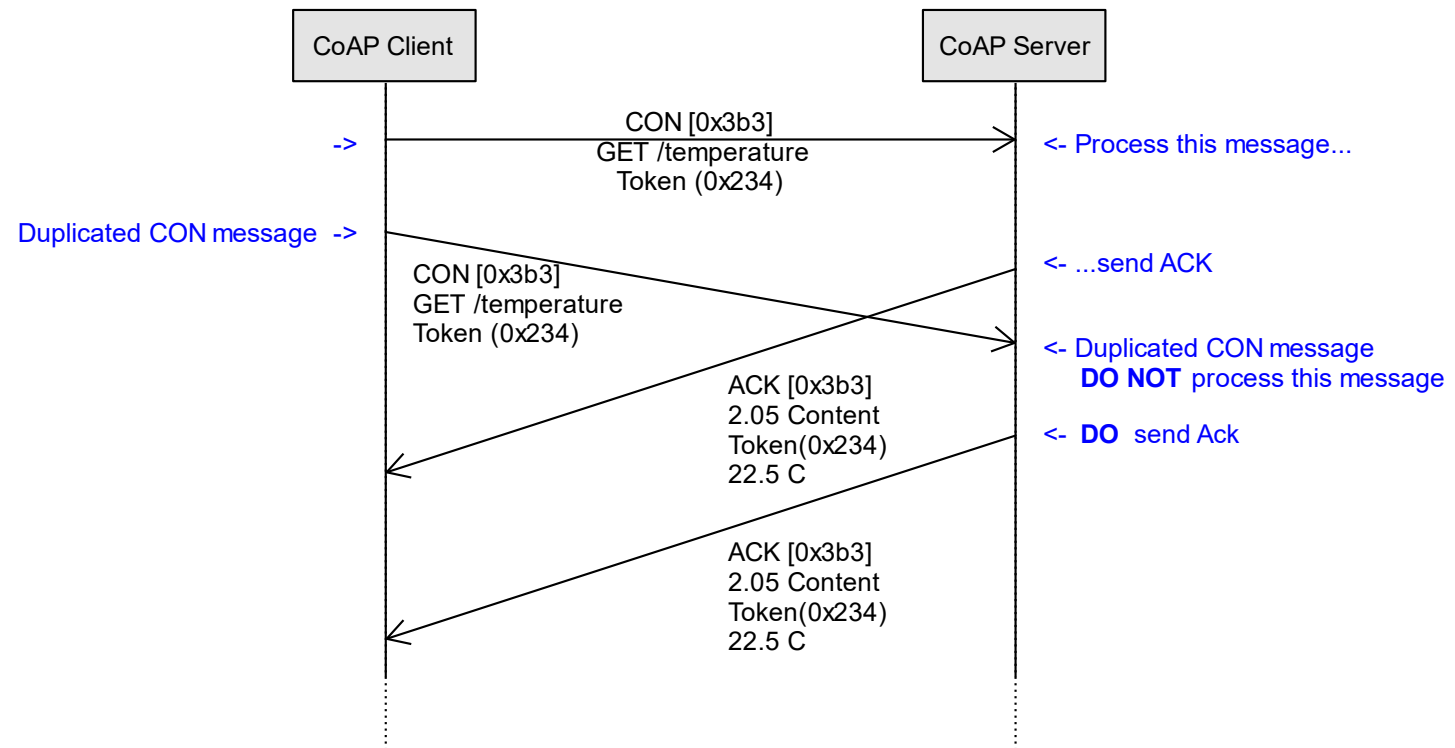 CoAP Client
CoAP Server
CON [0x3b3]
GET /temperature
Token (0x234)
->
<- Process this message...
Duplicated CON message ->
CON [0x3b3]
GET /temperature
Token (0x234)
<- ...send ACK
<- Duplicated CON message
DO NOT process this message
ACK [0x3b3]
2.05 Content
Token(0x234)
22.5 C
<- DO send Ack
ACK [0x3b3]
2.05 Content
Token(0x234)
22.5 C